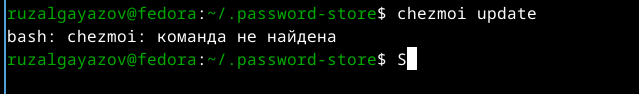 ruzalgayazov@fedora:~/.password-store$ chezmoi update
bash: chezmoi: команда не найдена
ruzalgayazov@fedora:~/.password-store$ S